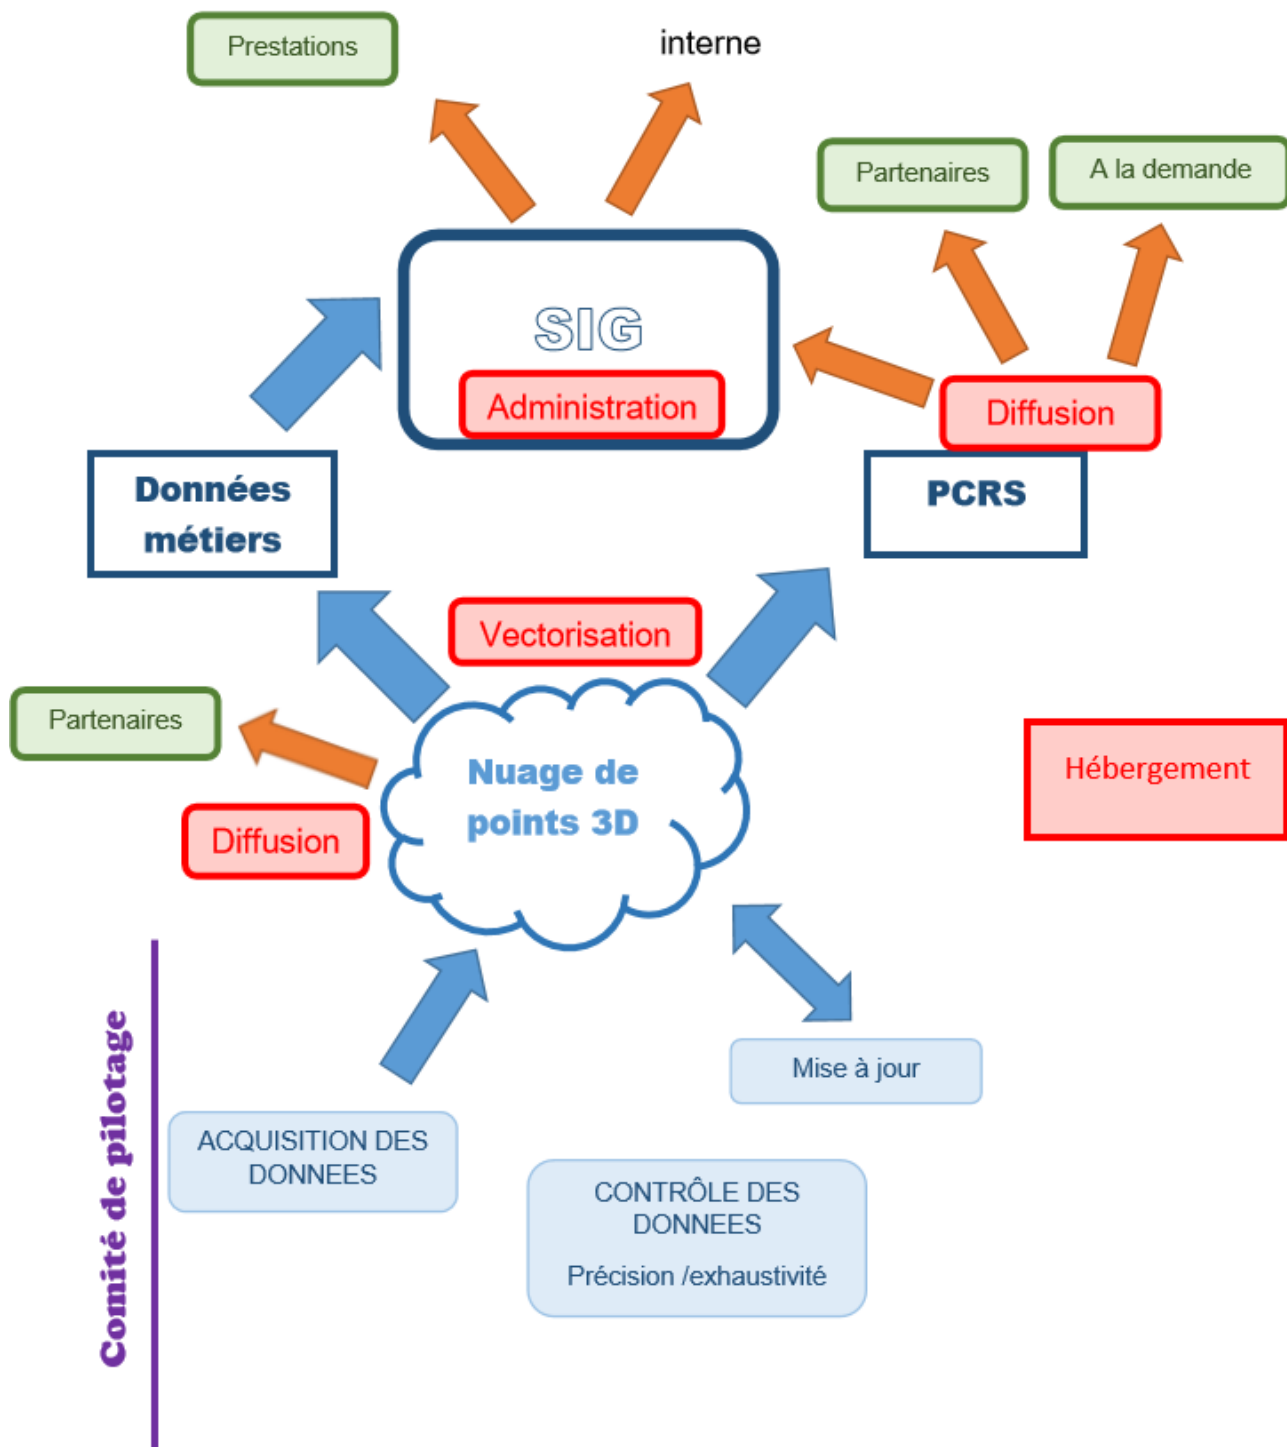 Prestations
interne
Partenaires
A la demande
SIG
Administration
Diffusion
Données
métiers
PCRS
Vectorisation
Partenaires
Nuage de
points 3D
Hébergement
Diffusion
Comité de pilotage
Mise à jour
ACQUISITION DES
DONNEES
CONTRÔLE DES
DONNEES
Précision /exhaustivité